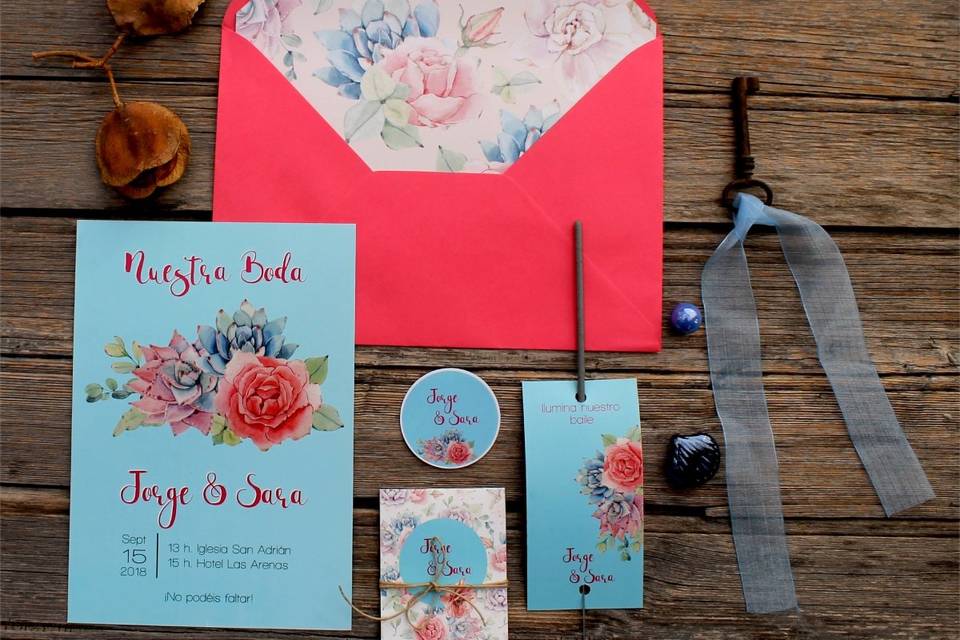 Nuestra Boda
Jorge & Sara
Sept
15
2018
13 h. Iglesia San Adrián
15 h. Hotel Las Arenas
¡No podéis faltar!
Jorge
& Sara
Jorge
& Sara
Ilumina nuestro
baile
Jorge
& Sara